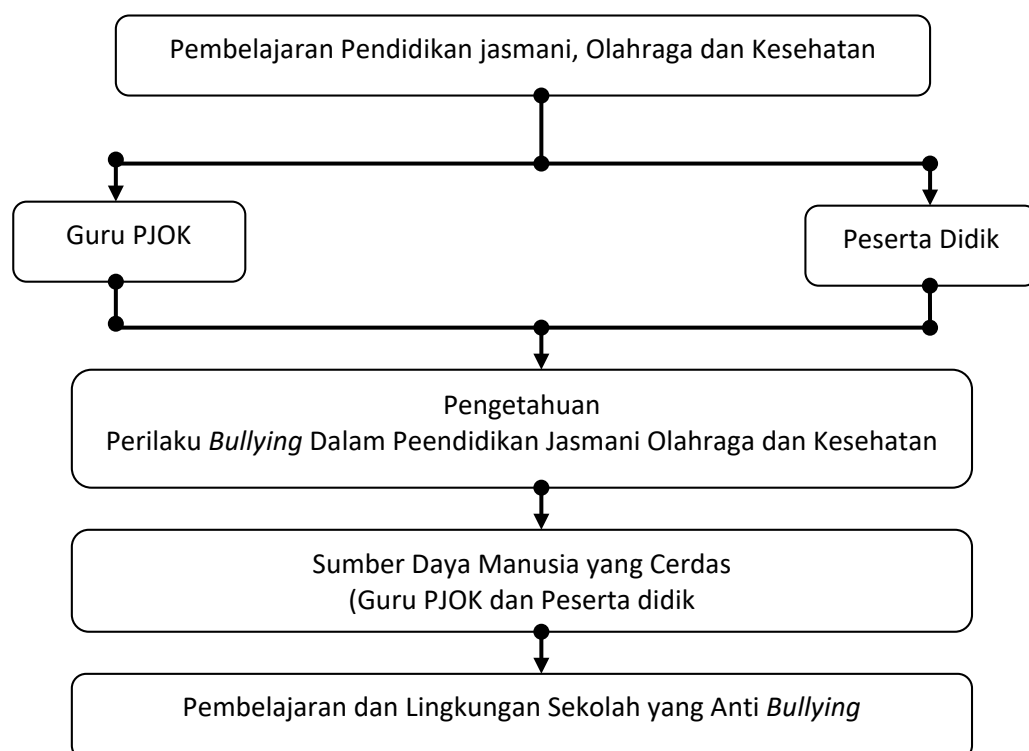 Pembelajaran Pendidikan jasmani, Olahraga dan Kesehatan
Guru PJOK
Peserta Didik
Pengetahuan
Perilaku Bullying Dalam Peendidikan Jasmani Olahraga dan Kesehatan
Sumber Daya Manusia yang Cerdas
(Guru PJOK dan Peserta didik
Pembelajaran dan Lingkungan Sekolah yang Anti Bullying